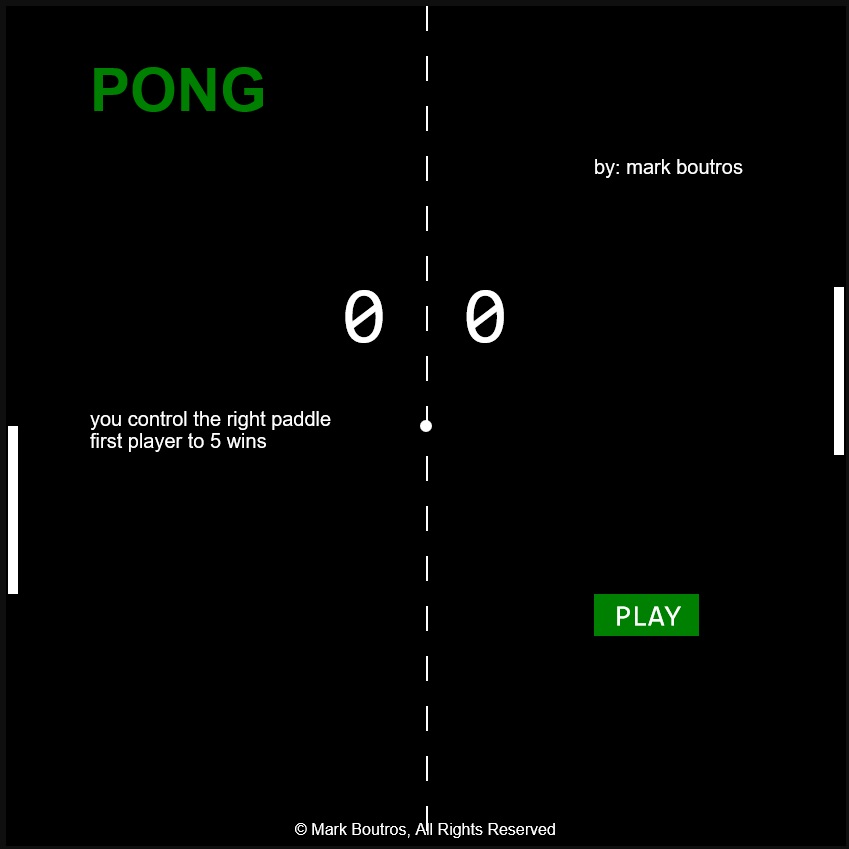 PONG
by: mark boutros
0 0
you control the right paddle
first player to 5 wins
PLAY
© Mark Boutros, All Rights Reserved